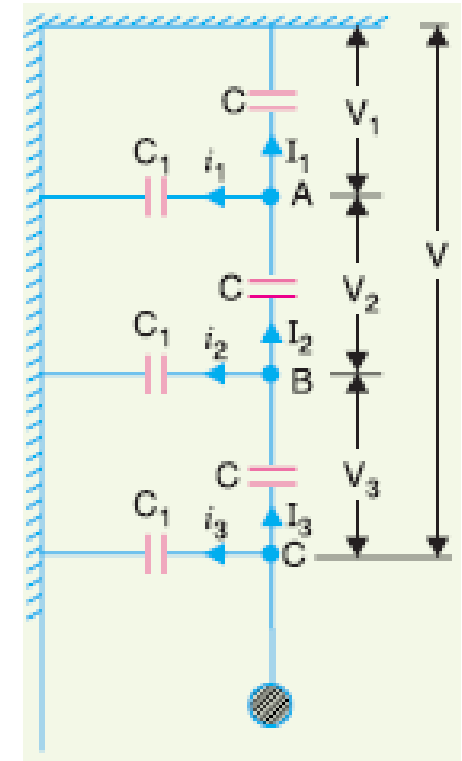 C
V₁
C₁ i₁ I₁
A
V
C V₂
C₁ i₂ I₂
B
C V₃
C₁ i₃ I₃
C